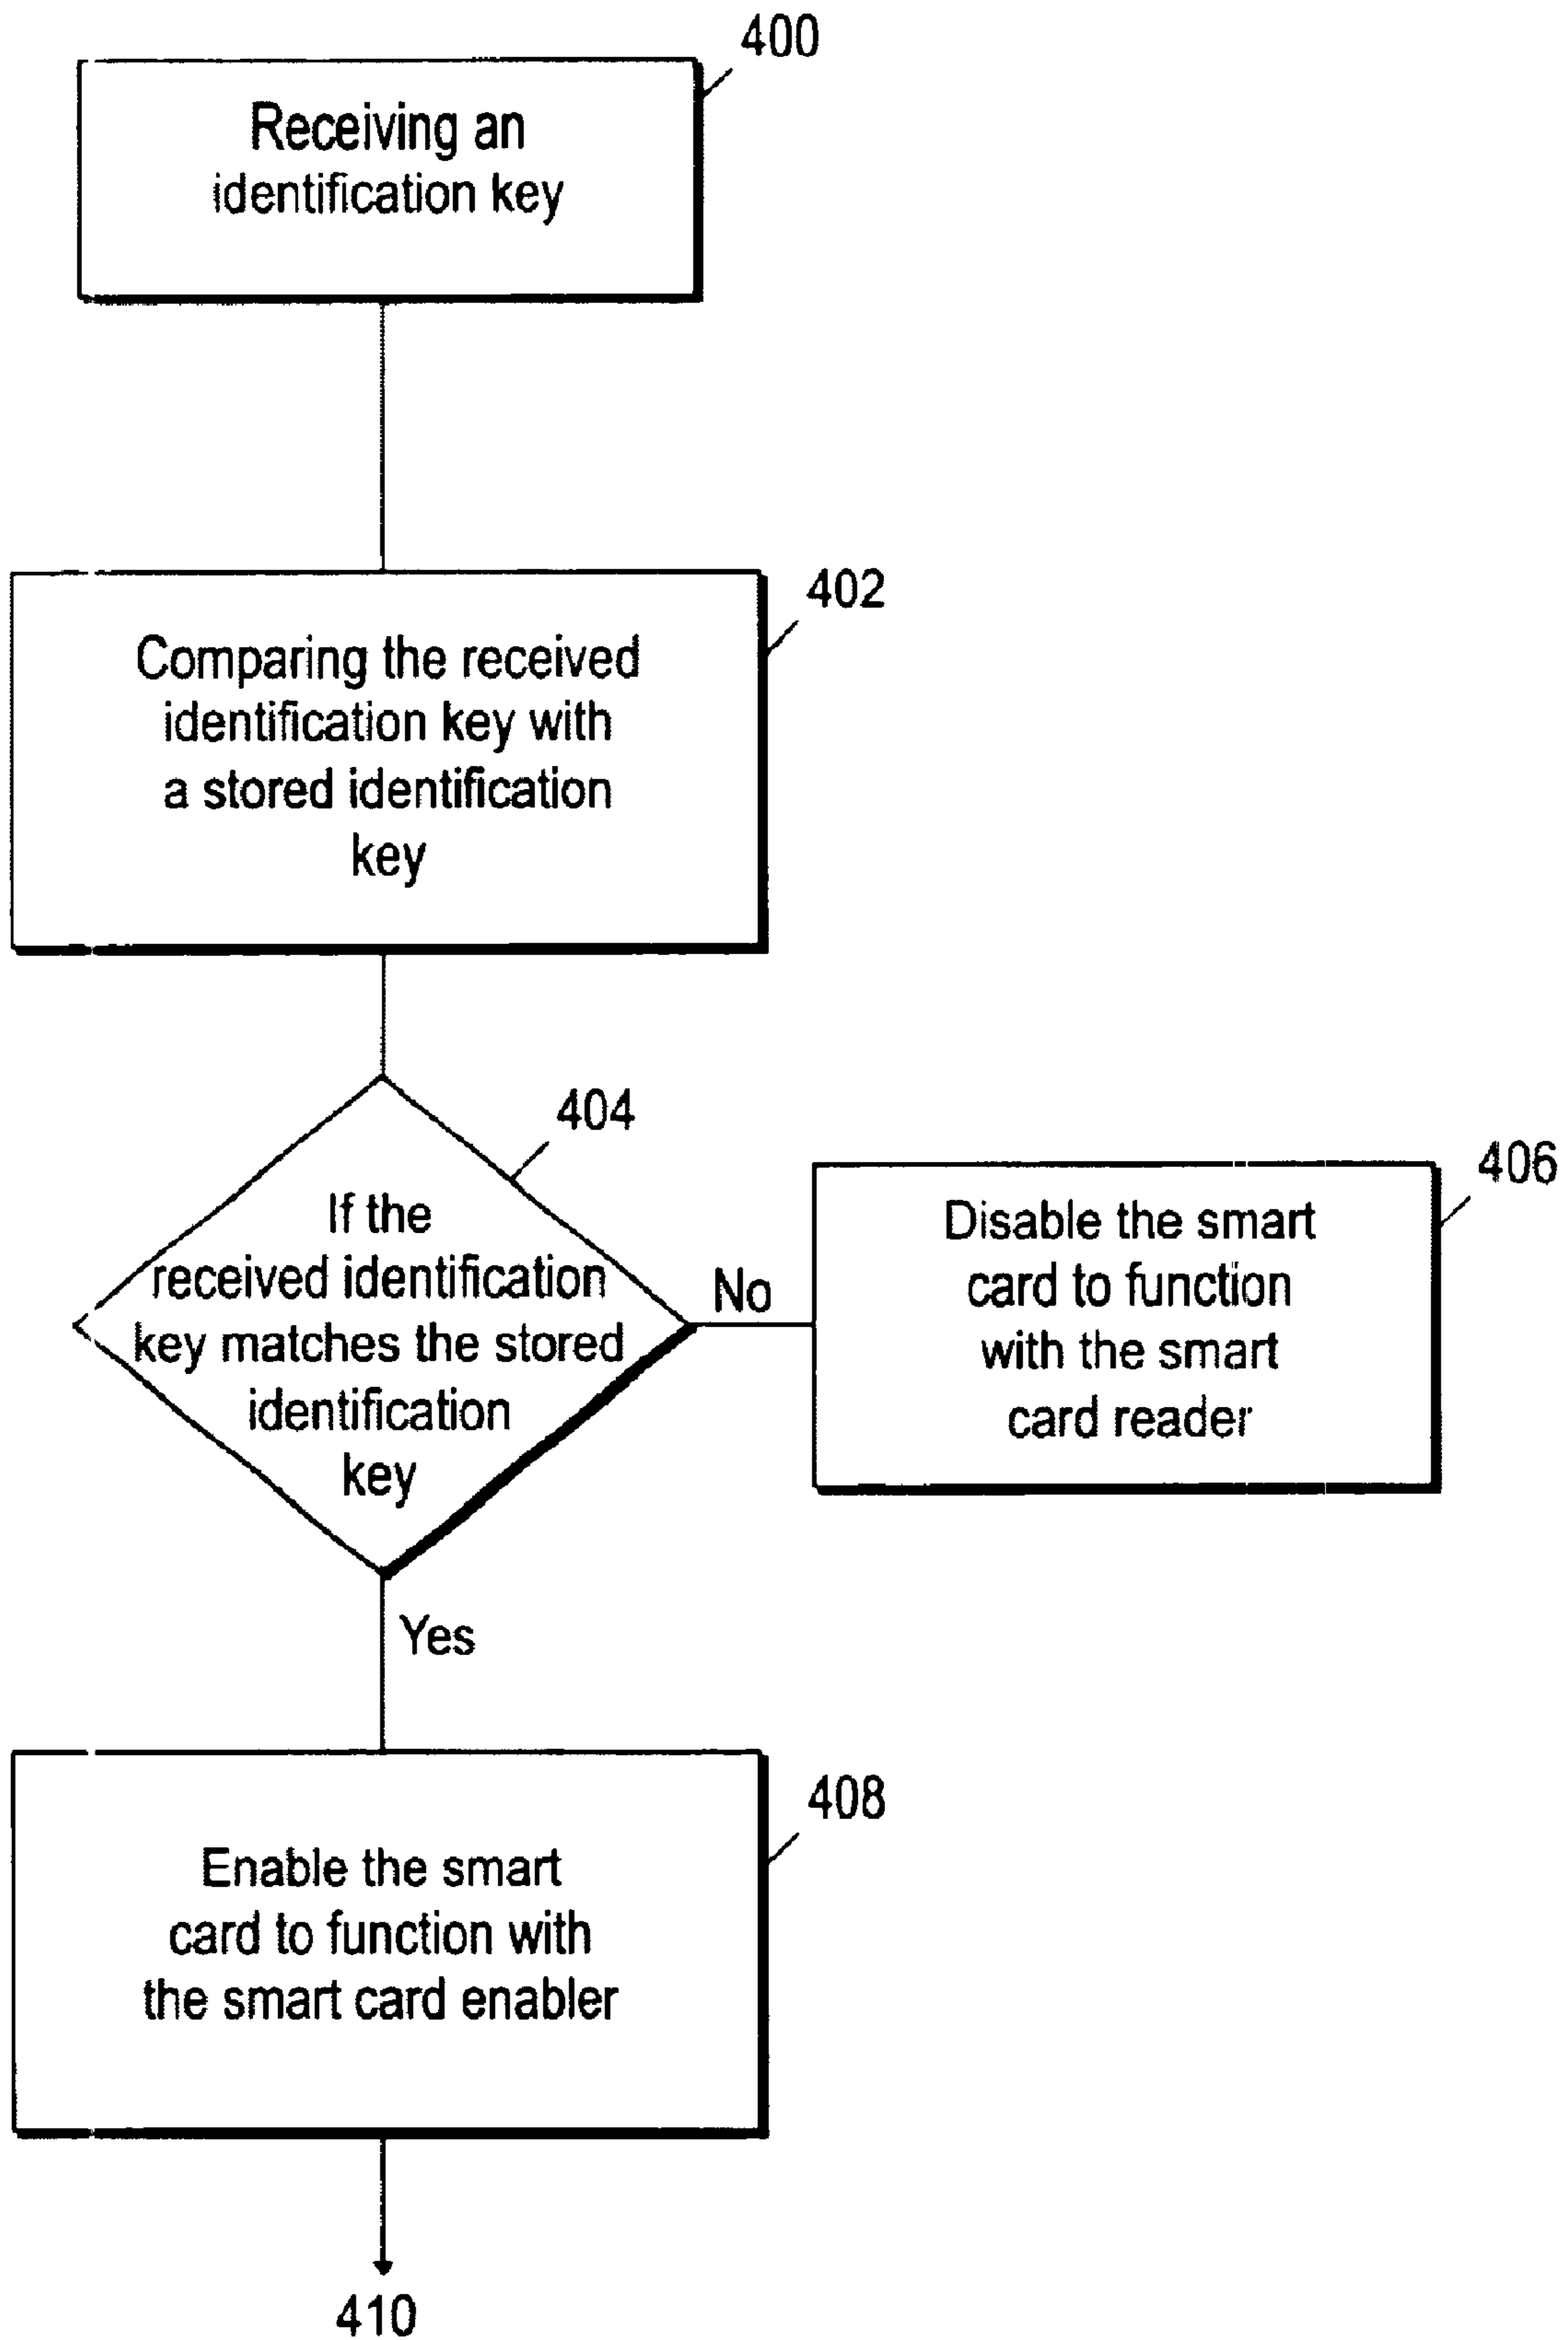 400
Receiving an
identification key
402
Comparing the received
identification key with
a stored identification
key
404
If the
received identification
key matches the stored
identification
key
No
406
Disable the smart
card to function
with the smart
card reader
Yes
408
Enable the smart
card to function with
the smart card enabler
410